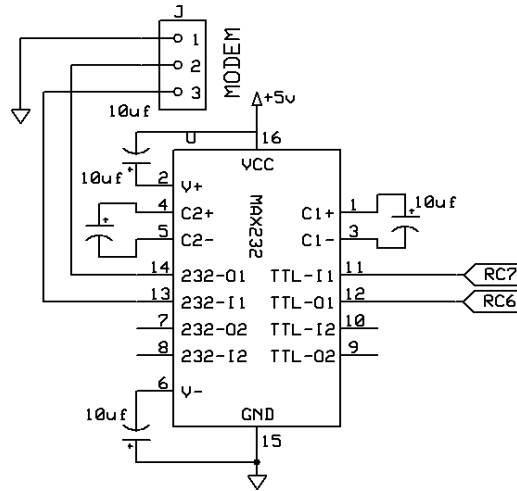 J
1
2
3
MODEM
10uf
+5v
U
16
VCC
10uf
2
V+
MAX232
4
C2+
C1+
1
10uf
5
C2-
C1-
3
14
232-O1
TTL-I1
11
RC7
13
232-I1
TTL-O1
12
RC6
7
232-O2
TTL-I2
10
8
232-I2
TTL-O2
9
6
V-
10uf
GND
15
+
+
+
+